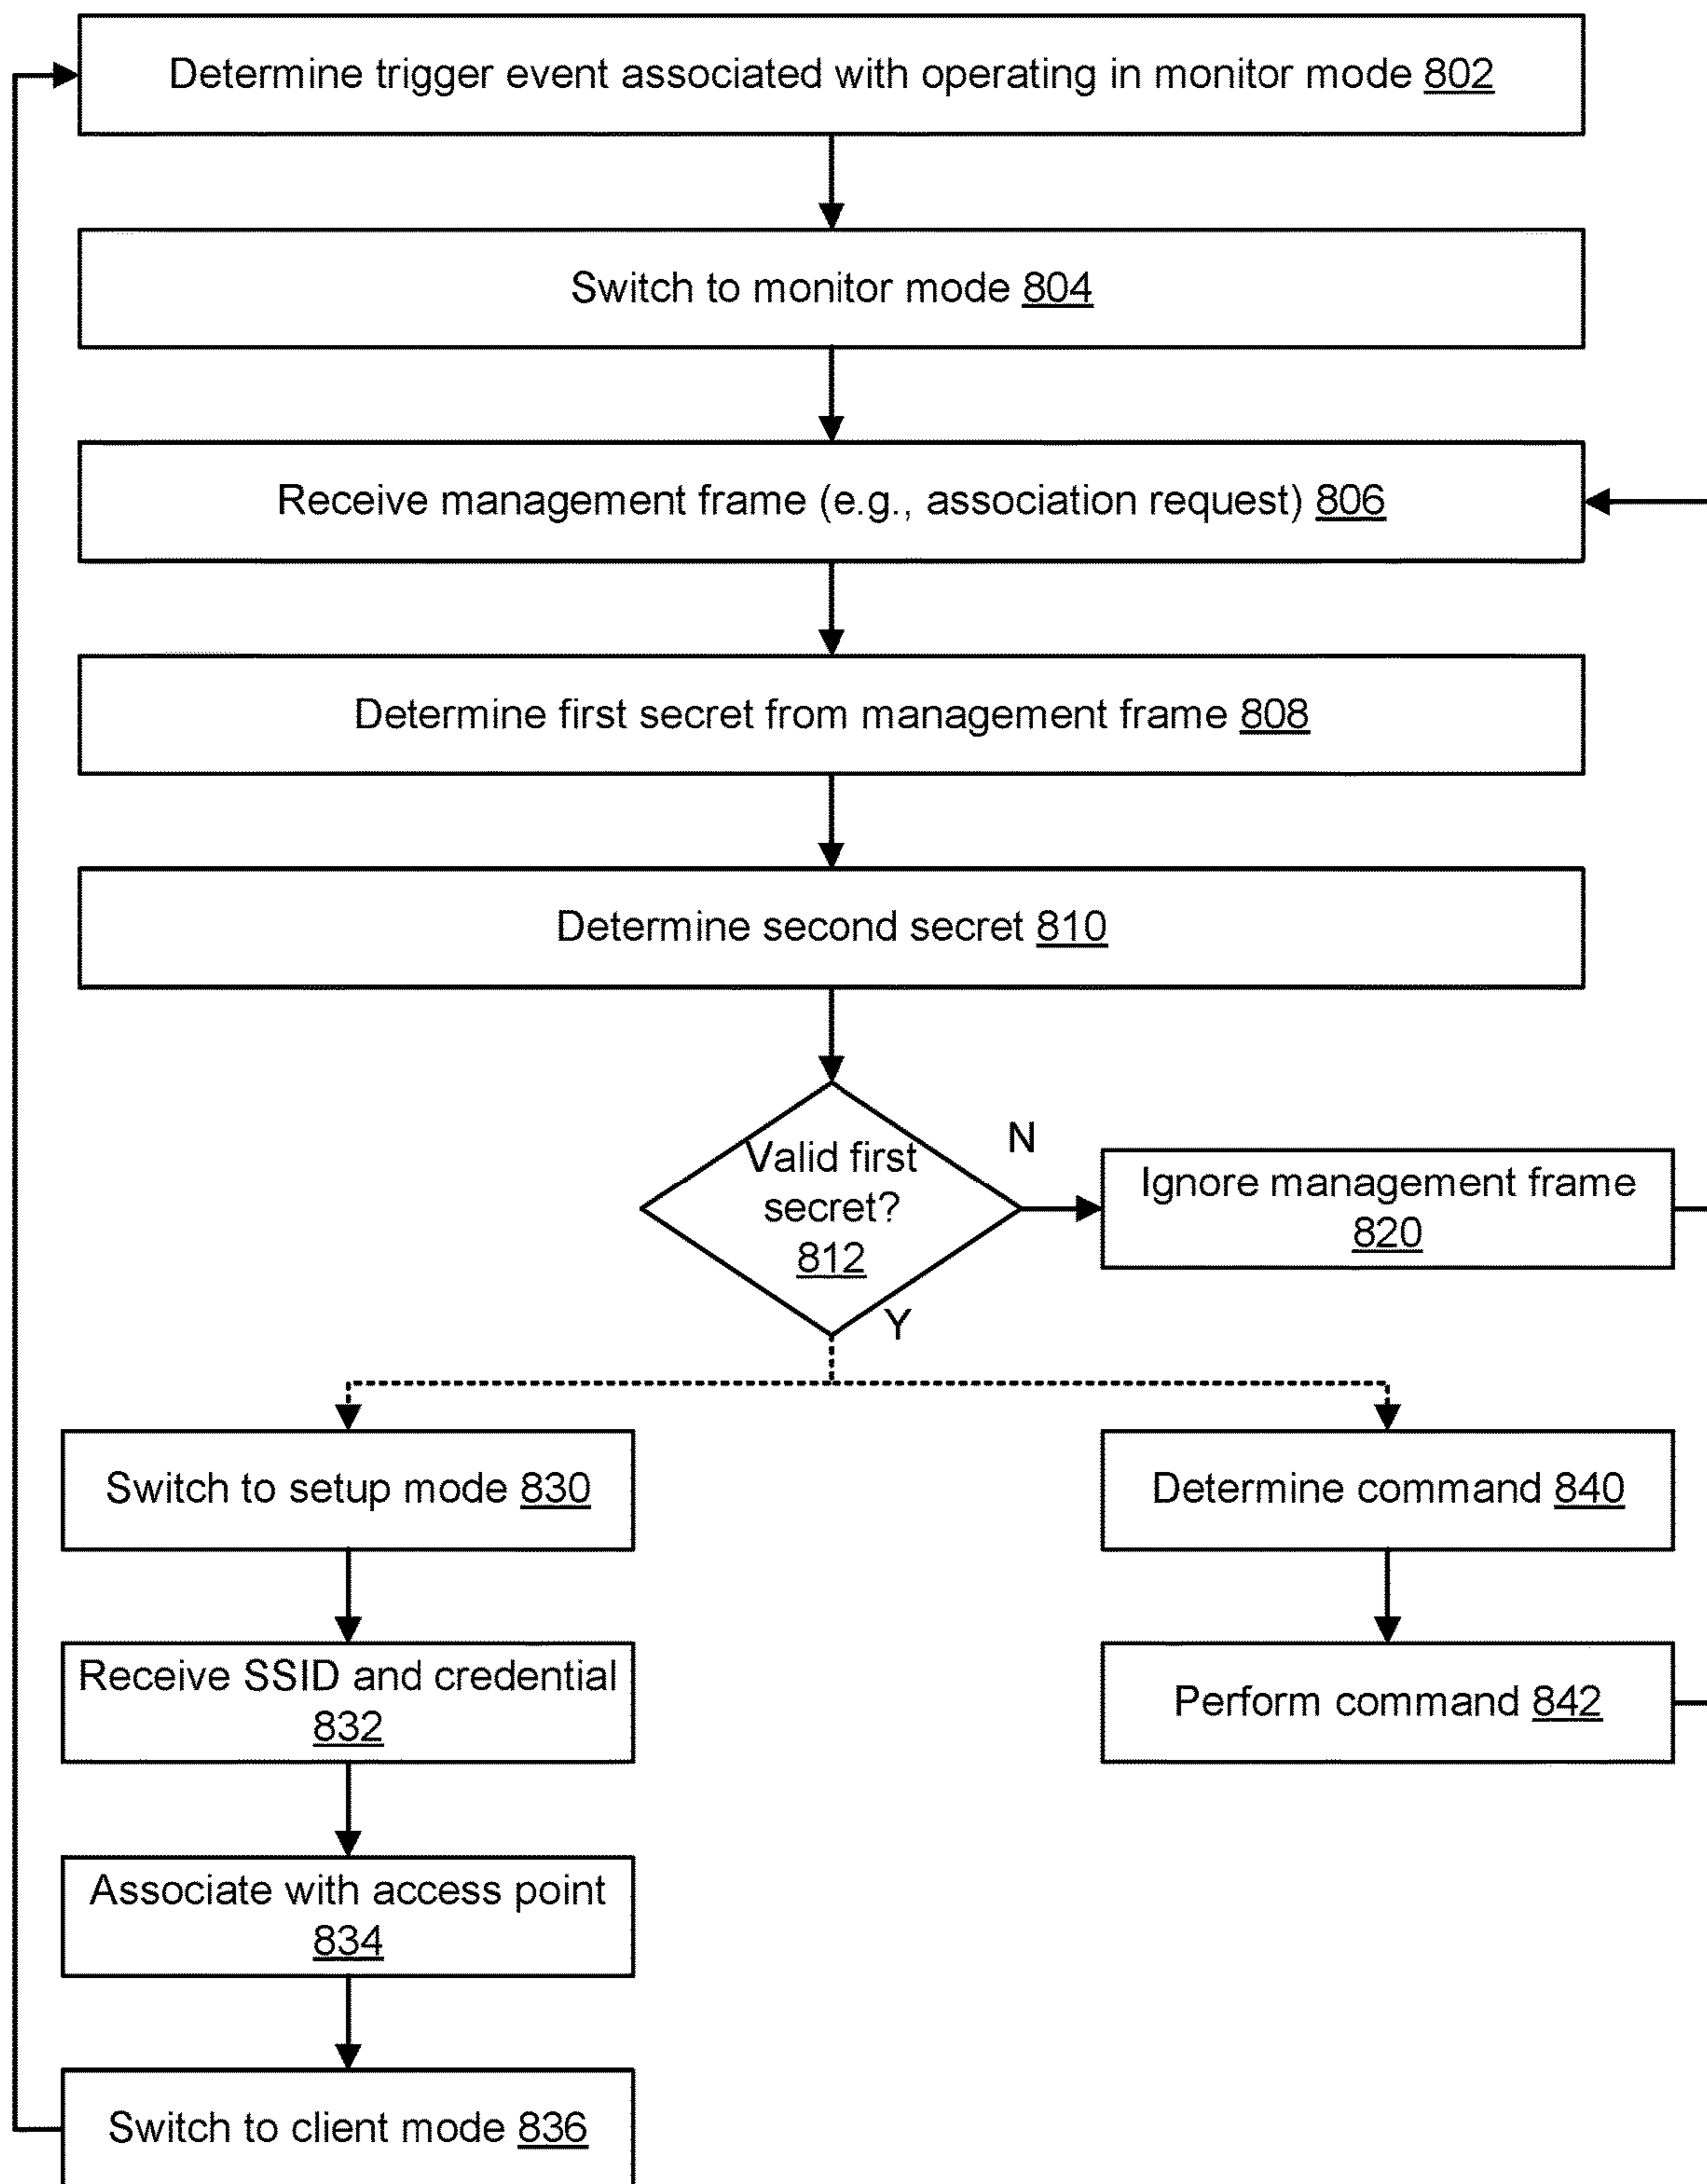 Determine trigger event associated with operating in monitor mode 802
Switch to monitor mode 804
Receive management frame (e.g., association request) 806
Determine first secret from management frame 808
Determine second secret 810
Valid first
secret?
812
N
Ignore management frame
820
Y
Switch to setup mode 830
Determine command 840
Receive SSID and credential
832
Perform command 842
Associate with access point
834
Switch to client mode 836